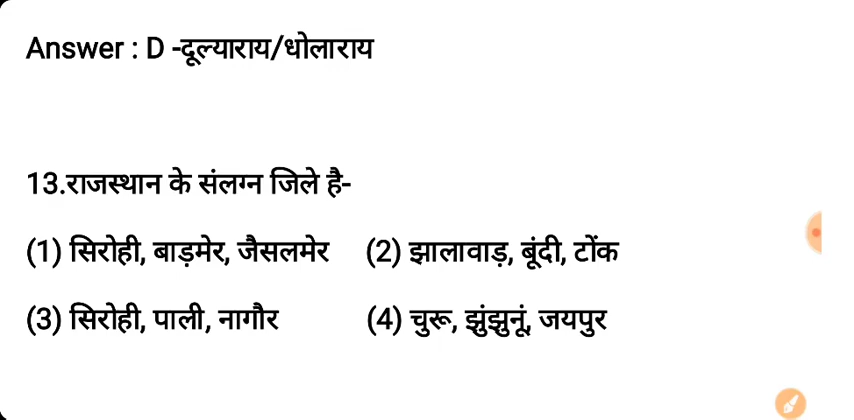 Answer : D -दूल्याराय/धोलाराय
13.राजस्थान के संलग्न जिले है-
(1) सिरोही, बाड़मेर, जैसलमेर (2) झालावाड़, बूंदी, टोंक
(3) सिरोही, पाली, नागौर (4) चुरू, झुंझुनूं, जयपुर